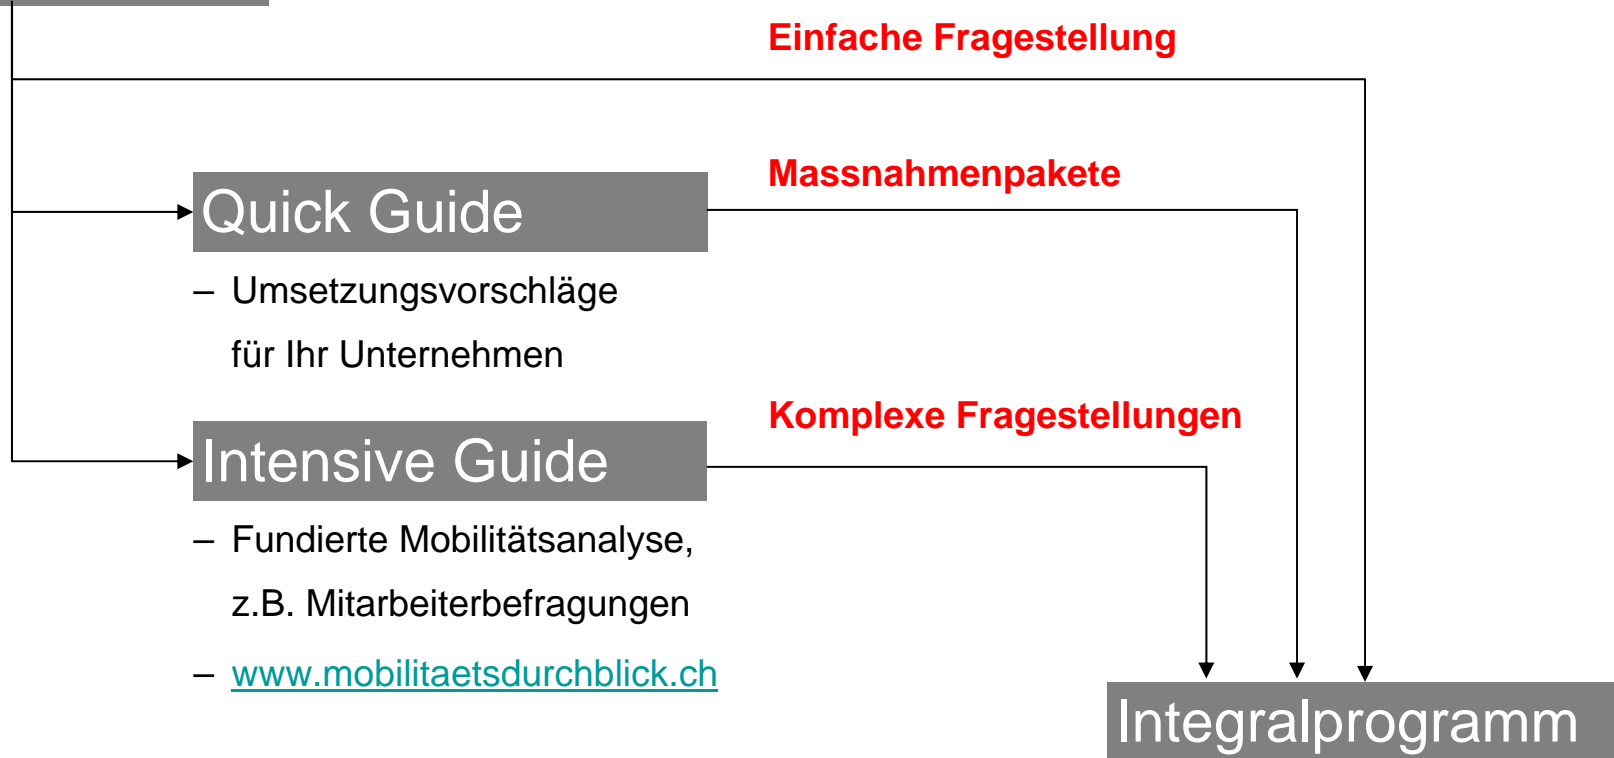 Einfache Fragestellung
Massnahmenpakete
Quick Guide
– Umsetzungsvorschläge
für Ihr Unternehmen
Komplexe Fragestellungen
Intensive Guide
– Fundierte Mobilitätsanalyse,
z.B. Mitarbeiterbefragungen
– www.mobilitaetsdurchblick.ch
Integralprogramm